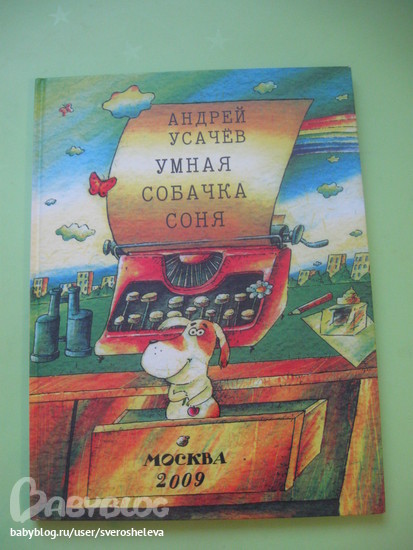 АНДРЕЙ
УСАЧЁВ
УМНАЯ
СОБАЧКА
СОНЯ
МОСКВА
2009
BABYBLOG
babyblog.ru/user/sverosheleva